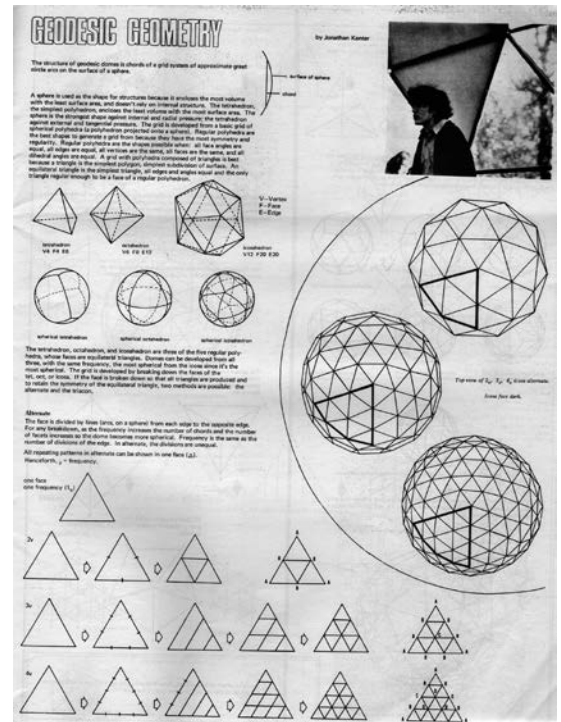 GEODESIC GEOMETRY
by Jonathan Kanter
The structure of geodesic domes is chords of a grid system of approximate great
circle arcs on the surface of a sphere.
surface of sphere
chord
A sphere is used as the shape for structures because it encloses the most volume
with the least surface area, and doesn't rely on internal structure. The tetrahedron,
the simplest polyhedron, encloses the least volume with the most surface area. The
sphere is the strongest shape against internal and radial pressure; the tetrahedron
against external and tangential pressure. The grid is developed from a basic grid of
spherical polyhedra (a polyhedron projected onto a sphere). Regular polyhedra are
the best shapes to generate a grid from because they have the most symmetry and
regularity. Regular polyhedra are the shapes possible when: all face angles are
equal, all edges are equal, all vertices are the same, all faces are the same, and all
dihedral angles are equal. A grid with polyhedra composed of triangles is best
because a triangle is the simplest polygon, simplest subdivision of surface. An
equilateral triangle is the simplest triangle, all edges and angles equal and the only
triangle regular enough to be a face of a regular polyhedron.
V–Vertex
F–Face
E–Edge
tetrahedron
V4 F4 E6
octahedron
V6 F8 E12
icosahedron
V12 F20 E30
spherical tetrahedron
spherical octahedron
spherical icosahedron
The tetrahedron, octahedron, and icosahedron are three of the five regular poly-
hedra, whose faces are equilateral triangles. Domes can be developed from all
three, with the same frequency, the most spherical from the icosa since it's the
most spherical. The grid is developed by breaking down the faces of the
tet, oct, or icosa. If the face is broken down so that all triangles are produced and
to retain the symmetry of the equilateral triangle, two methods are possible: the
alternate and the triacon.
Top view of 2ν, 3ν, 4ν icosa alternate.
Icosa face dark.
Alternate
The face is divided by lines (arcs, on a sphere) from each edge to the opposite edge.
For any breakdown, as the frequency increases the number of chords and the number
of facets increases so the dome becomes more spherical. Frequency is the same as the
number of divisions of the edge. In alternate, the divisions are unequal.
All repeating patterns in alternate can be shown in one face (△).
Henceforth, ν = frequency.
one face
one frequency (1ν)
2ν
3ν
4ν